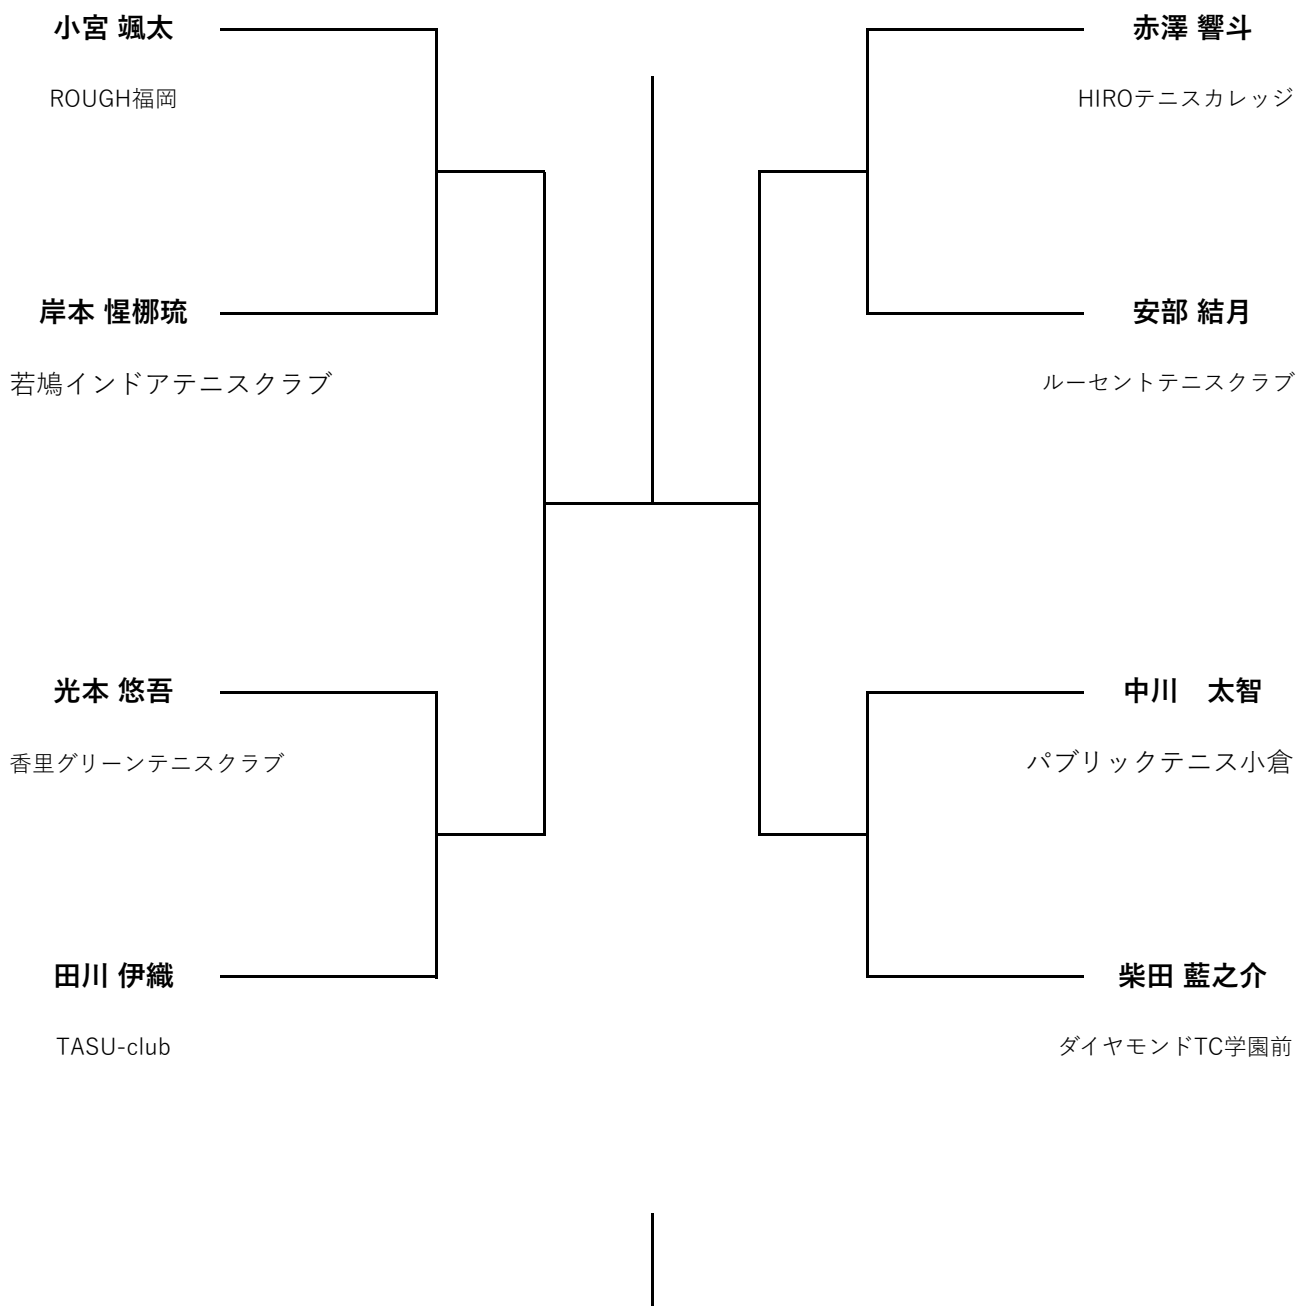 小宮 颯太
ROUGH福岡
岸本 惺梛琉
若鳩インドアテニスクラブ
光本 悠吾
香里グリーンテニスクラブ
田川 伊織
TASU-club
赤澤 響斗
HIROテニスカレッジ
安部 結月
ルーセントテニスクラブ
中川　太智
パブリックテニス小倉
柴田 藍之介
ダイヤモンドTC学園前